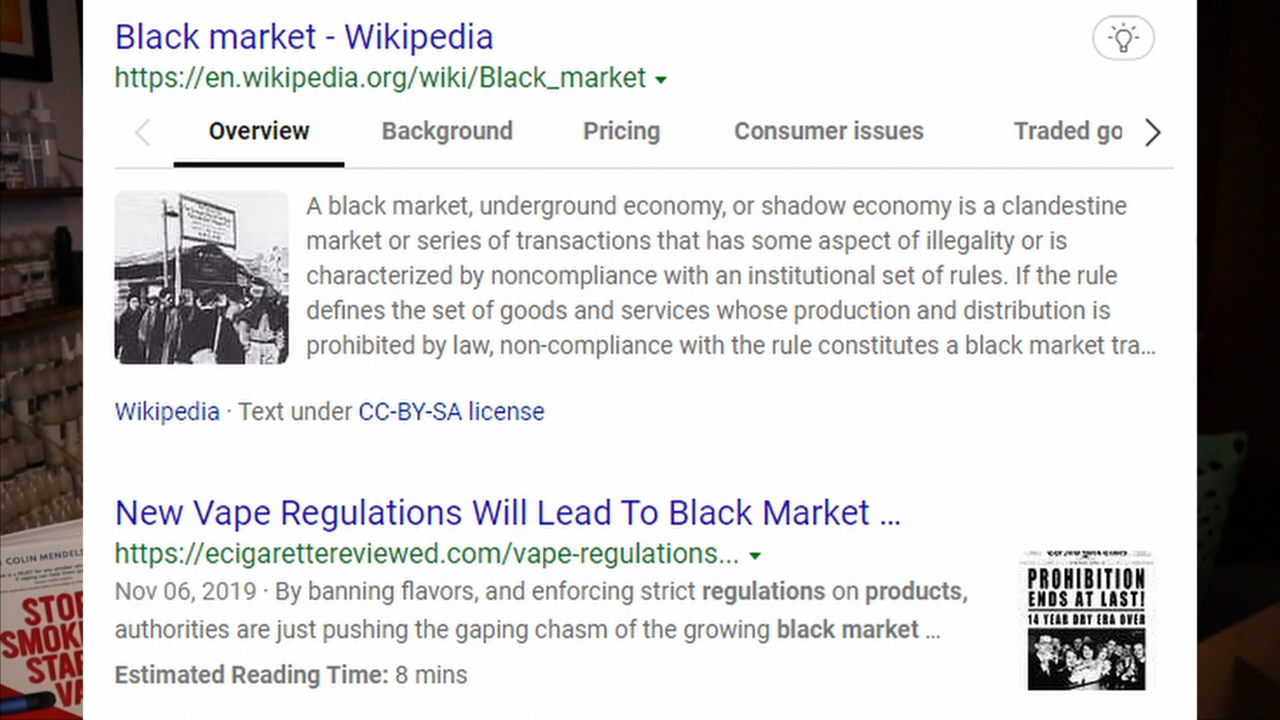 Black market - Wikipedia
https://en.wikipedia.org/wiki/Black_market
Overview Background Pricing Consumer issues Traded go
A black market, underground economy, or shadow economy is a clandestine
market or series of transactions that has some aspect of illegality or is
characterized by noncompliance with an institutional set of rules. If the rule
defines the set of goods and services whose production and distribution is
prohibited by law, non-compliance with the rule constitutes a black market tra...
Wikipedia · Text under CC-BY-SA license
New Vape Regulations Will Lead To Black Market ...
https://ecigarettereviewed.com/vape-regulations...
Nov 06, 2019 · By banning flavors, and enforcing strict regulations on products,
authorities are just pushing the gaping chasm of the growing black market ...
Estimated Reading Time: 8 mins
PROHIBITION
ENDS AT LAST!
14 YEAR DRY ERA OVER
COLIN MENDELS
STOP
SMOK
STAR
VA